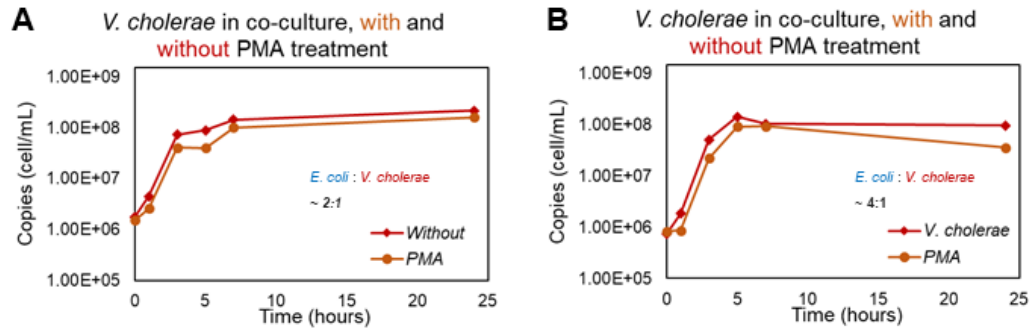 A
V. cholerae in co-culture, with and
without PMA treatment
1.00E+09
1.00E+08
1.00E+07
1.00E+06
1.00E+05
Copies (cell/mL)
E. coli : V. cholerae
~ 2:1
Without
PMA
0 5 10 15 20 25
Time (hours)
B
V. cholerae in co-culture, with and
without PMA treatment
1.00E+09
1.00E+08
1.00E+07
1.00E+06
1.00E+05
Copies (cell/mL)
E. coli : V. cholerae
~ 4:1
V. cholerae
PMA
0 5 10 15 20 25
Time (hours)